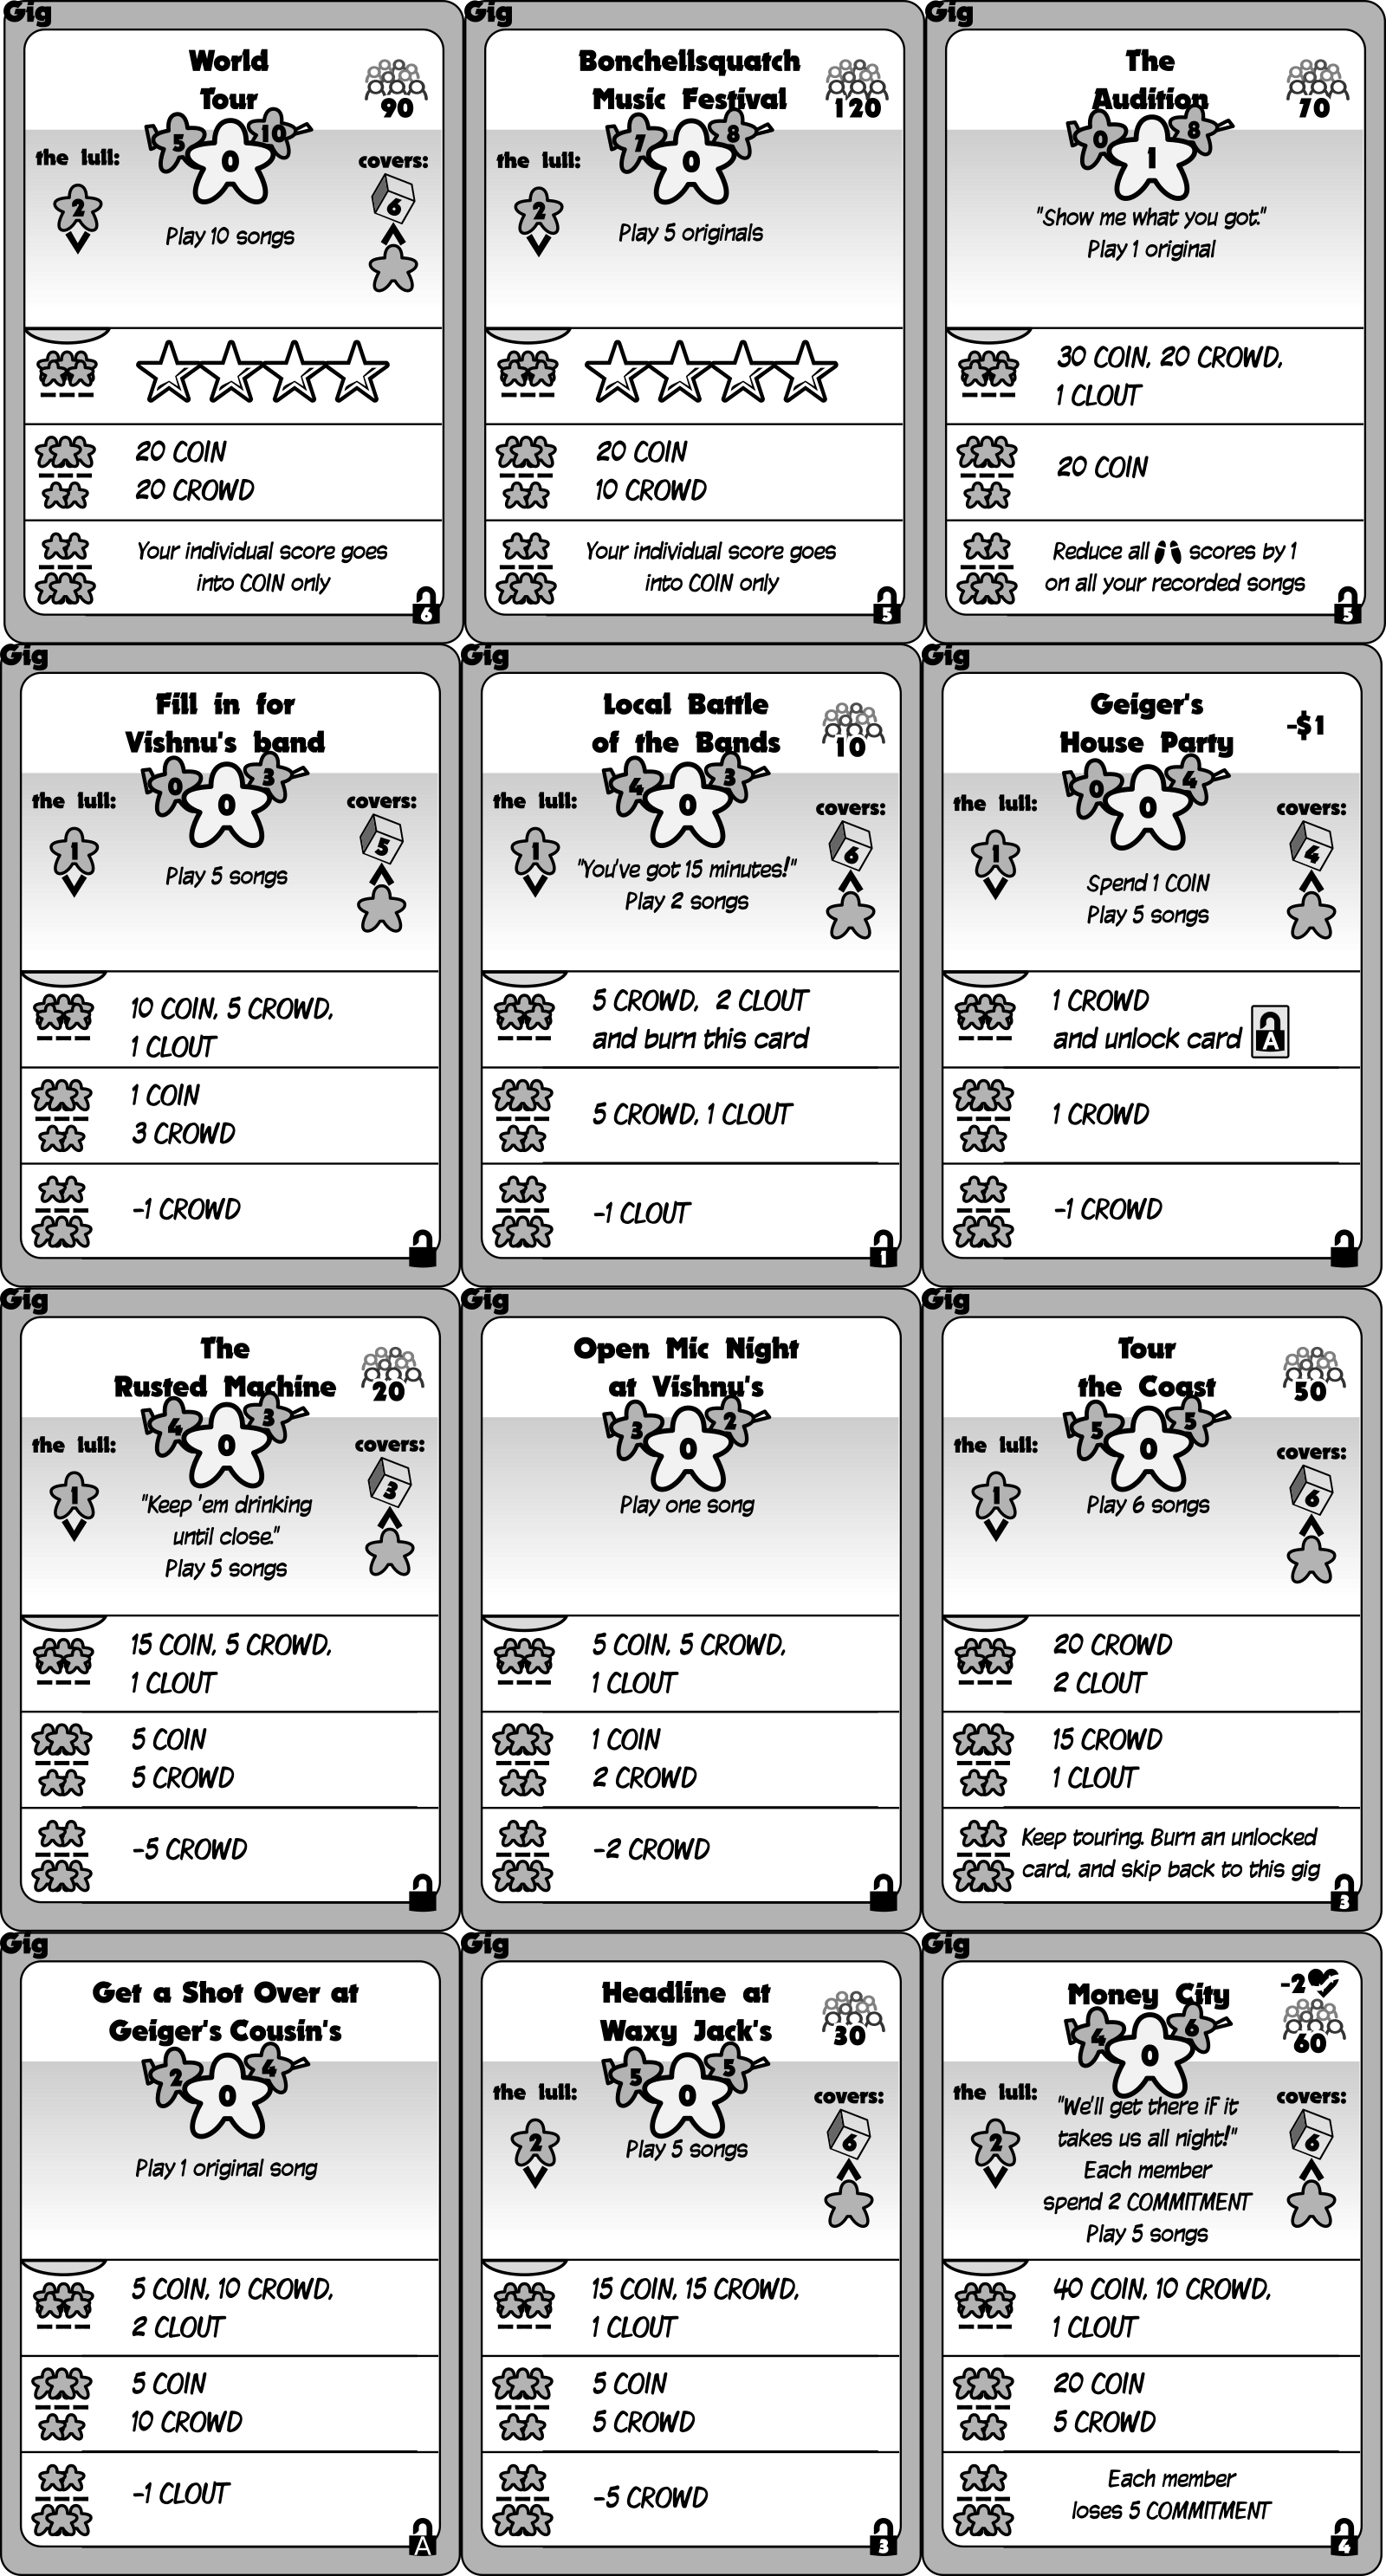 Gig
World
Tour
90
the lull:
5
0
10
covers:
2
6
Play 10 songs
20 COIN
20 CROWD
Your individual score goes
into COIN only
6
Gig
Bonchellsquatch
Music Festival
120
the lull:
7
0
8
2
Play 5 originals
20 COIN
10 CROWD
Your individual score goes
into COIN only
5
Gig
The
Audition
70
0
1
8
"Show me what you got."
Play 1 original
30 COIN, 20 CROWD,
1 CLOUT
20 COIN
Reduce all scores by 1
on all your recorded songs
5
Gig
Fill in for
Vishnu's band
the lull:
0
0
3
covers:
1
5
Play 5 songs
10 COIN, 5 CROWD,
1 CLOUT
1 COIN
3 CROWD
-1 CROWD
Gig
Local Battle
of the Bands
10
the lull:
4
0
3
covers:
1
6
"You've got 15 minutes!"
Play 2 songs
5 CROWD, 2 CLOUT
and burn this card
5 CROWD, 1 CLOUT
-1 CLOUT
1
Gig
Geiger's
House Party
-$1
the lull:
0
0
4
covers:
1
4
Spend 1 COIN
Play 5 songs
1 CROWD
and unlock card A
1 CROWD
-1 CROWD
Gig
The
Rusted Machine
20
the lull:
4
0
3
covers:
1
3
"Keep 'em drinking
until close."
Play 5 songs
15 COIN, 5 CROWD,
1 CLOUT
5 COIN
5 CROWD
-5 CROWD
Gig
Open Mic Night
at Vishnu's
3
0
2
Play one song
5 COIN, 5 CROWD,
1 CLOUT
1 COIN
2 CROWD
-2 CROWD
Gig
Tour
the Coast
50
the lull:
5
0
5
covers:
1
6
Play 6 songs
20 CROWD
2 CLOUT
15 CROWD
1 CLOUT
Keep touring. Burn an unlocked
card, and skip back to this gig
3
Gig
Get a Shot Over at
Geiger's Cousin's
2
0
4
Play 1 original song
5 COIN, 10 CROWD,
2 CLOUT
5 COIN
10 CROWD
-1 CLOUT
A
Gig
Headline at
Waxy Jack's
30
the lull:
5
0
5
covers:
2
6
Play 5 songs
15 COIN, 15 CROWD,
1 CLOUT
5 COIN
5 CROWD
-5 CROWD
3
Gig
Money City
-2
60
the lull:
4
0
6
covers:
2
6
"We'll get there if it
takes us all night!"
Each member
spend 2 COMMITMENT
Play 5 songs
40 COIN, 10 CROWD,
1 CLOUT
20 COIN
5 CROWD
Each member
loses 5 COMMITMENT
4